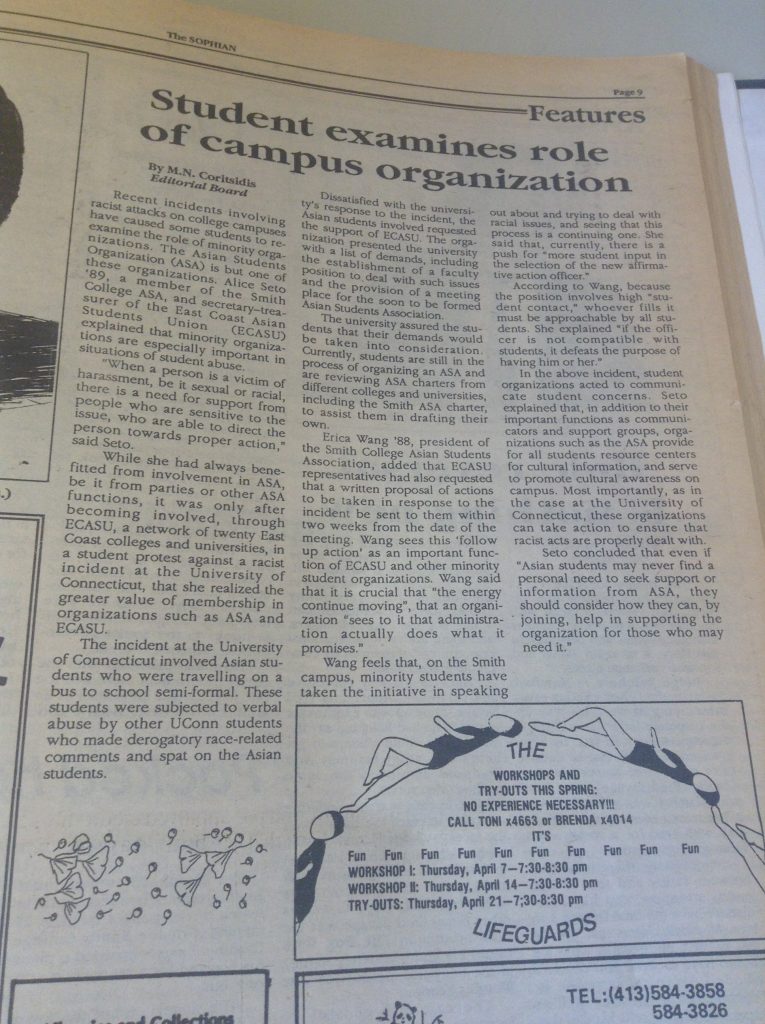 The SOPHIAN
Page 9
Features
Student examines role
of campus organization
By M.N. Coritsidis
Editorial Board
Recent incidents involving
racist attacks on college campuses
have caused some students to re-
examine the role of minority orga-
nizations. The Asian Students
Organization (ASA) is but one of
these organizations. Alice Seto
'89, a member of the Smith
College ASA, and secretary-trea-
surer of the East Coast Asian
Students Union (ECASU)
explained that minority organiza-
tions are especially important in
situations of student abuse.
"When a person is a victim of
harassment, be it sexual or racial,
there is a need for support from
people who are sensitive to the
issue, who are able to direct the
person towards proper action,"
said Seto.
While she had always bene-
fitted from involvement in ASA,
be it from parties or other ASA
functions, it was only after
becoming involved, through
ECASU, a network of twenty East
Coast colleges and universities, in
a student protest against a racist
incident at the University of
Connecticut, that she realized the
greater value of membership in
organizations such as ASA and
ECASU.
The incident at the University
of Connecticut involved Asian stu-
dents who were travelling on a
bus to school semi-formal. These
students were subjected to verbal
abuse by other UConn students
who made derogatory race-related
comments and spat on the Asian
students.
Dissatisfied with the universi-
ty's response to the incident, the
Asian students involved requested
the support of ECASU. The orga-
nization presented the university
with a list of demands, including
the establishment of a faculty
position to deal with such issues
and the provision of a meeting
place for the soon to be formed
Asian Students Association.
The university assured the stu-
dents that their demands would
be taken into consideration.
Currently, students are still in the
process of organizing an ASA and
are reviewing ASA charters from
different colleges and universities,
including the Smith ASA charter,
to assist them in drafting their
own.
Erica Wang '88, president of
the Smith College Asian Students
Association, added that ECASU
representatives had also requested
that a written proposal of actions
to be taken in response to the
incident be sent to them within
two weeks from the date of the
meeting. Wang sees this 'follow
up action' as an important func-
tion of ECASU and other minority
student organizations. Wang said
that it is crucial that "the energy
continue moving", that an organi-
zation "sees to it that administra-
tion actually does what it
promises."
Wang feels that, on the Smith
campus, minority students have
taken the initiative in speaking
out about and trying to deal with
racial issues, and seeing that this
process is a continuing one. She
said that, currently, there is a
push for "more student input in
the selection of the new affirma-
tive action officer."
According to Wang, because
the position involves high "stu-
dent contact," whoever fills it
must be approachable by all stu-
dents. She explained "if the offi-
cer is not compatible with
students, it defeats the purpose of
having him or her."
In the above incident, student
organizations acted to communi-
cate student concerns. Seto
explained that, in addition to their
important functions as communi-
cators and support groups, orga-
nizations such as the ASA provide
for all students resource centers
for cultural information, and serve
to promote cultural awareness on
campus. Most importantly, as in
the case at the University of
Connecticut, these organizations
can take action to ensure that
racist acts are properly dealt with.
Seto concluded that even if
"Asian students may never find a
personal need to seek support or
information from ASA, they
should consider how they can, by
joining, help in supporting the
organization for those who may
need it."
THE
WORKSHOPS AND
TRY-OUTS THIS SPRING:
NO EXPERIENCE NECESSARY!!!
CALL TONI x4663 or BRENDA x4014
IT'S
Fun Fun Fun Fun Fun Fun Fun Fun Fun Fun
WORKSHOP I: Thursday, April 7—7:30-8:30 pm
WORKSHOP II: Thursday, April 14—7:30-8:30 pm
TRY-OUTS: Thursday, April 21—7;30-8:30 pm
LIFEGUARDS
TEL:(413)584-3858
584-3826
and Collections